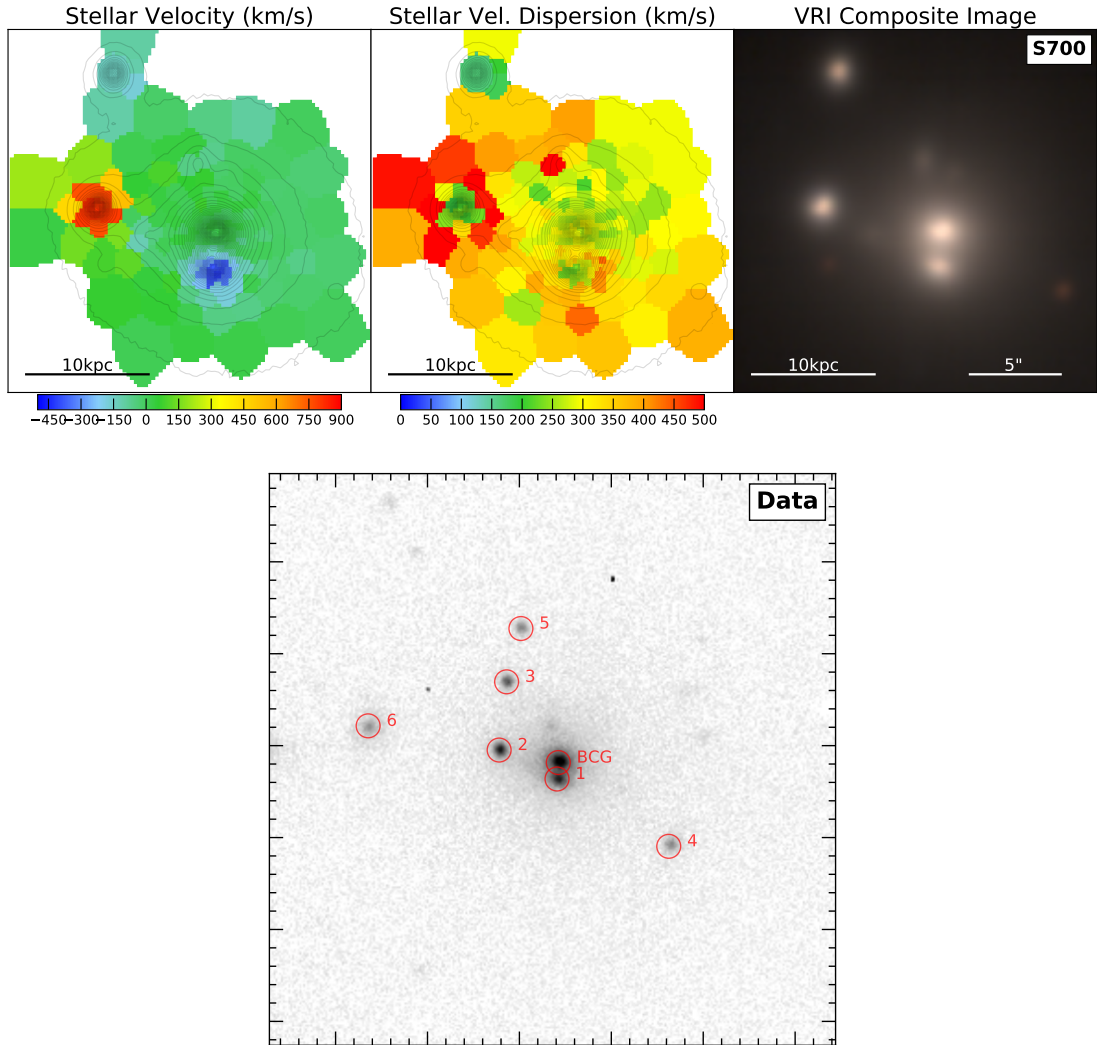 Stellar Velocity (km/s)
Stellar Vel. Dispersion (km/s)
VRI Composite Image
S700
10kpc
10kpc
10kpc
5"
−450 −300 −150 0 150 300 450 600 750 900
0 50 100 150 200 250 300 350 400 450 500
Data
5
3
6
2
BCG
1
4